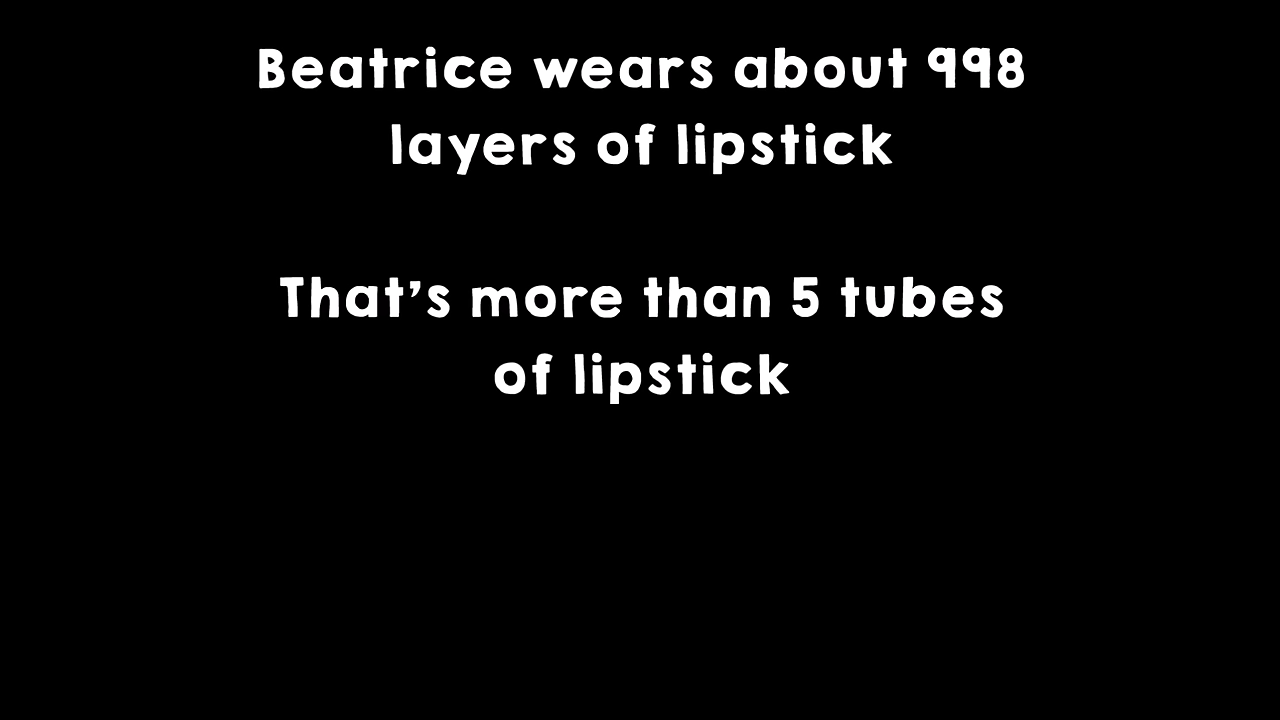 Beatrice wears about 998
layers of lipstick
That's more than 5 tubes
of lipstick